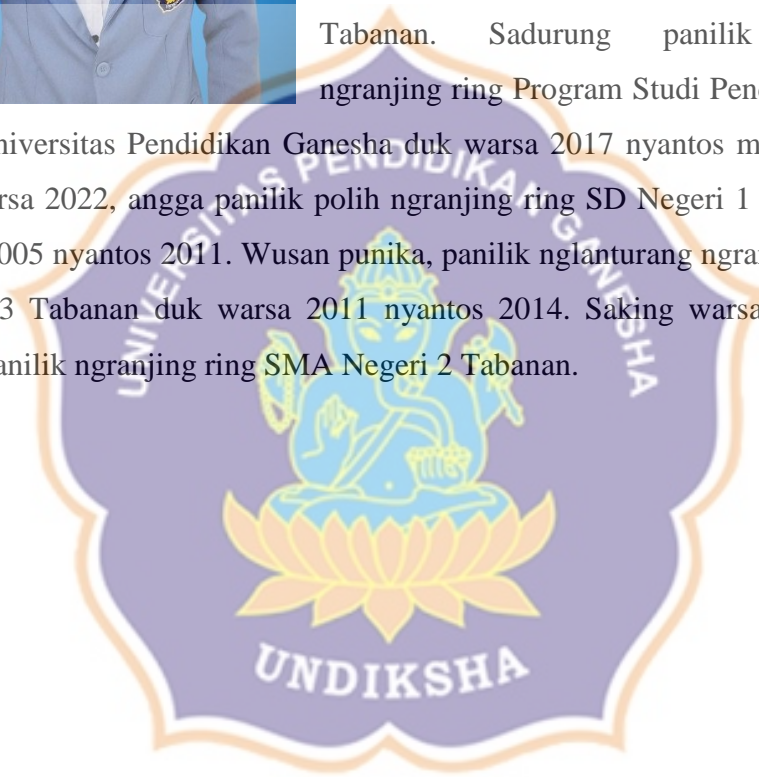 Tabanan. Sadurung panilik
ngranjing ring Program Studi Pen
niversitas Pendidikan Ganesha duk warsa 2017 nyantos m
rsa 2022, angga panilik polih ngranjing ring SD Negeri 1
005 nyantos 2011. Wusan punika, panilik nglanturang ngran
3 Tabanan duk warsa 2011 nyantos 2014. Saking warsa
anilik ngranjing ring SMA Negeri 2 Tabanan.
UNIVERSITAS PENDIDIKAN GANESHA
UNDIKSHA